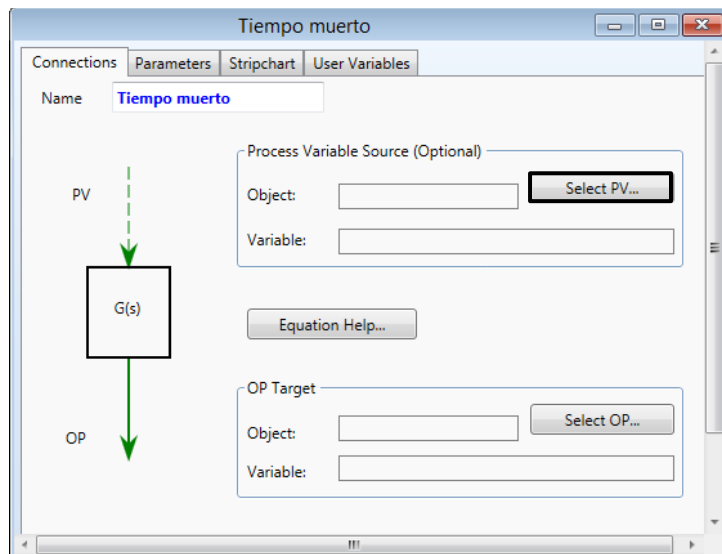 Tiempo muerto
Connections Parameters Stripchart User Variables
Name Tiempo muerto
Process Variable Source (Optional)
PV
Object:
Select PV...
Variable:
G(s)
Equation Help...
OP Target
OP
Object:
Select OP...
Variable: